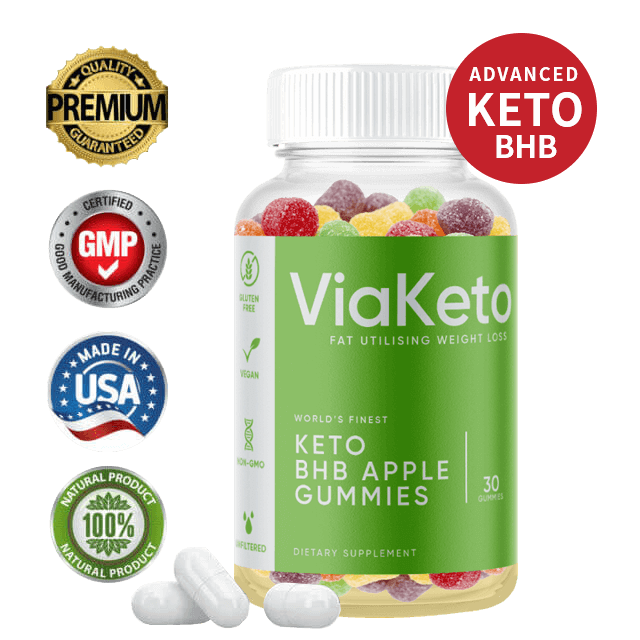 QUALITY
PREMIUM
GUARANTEED
CERTIFIED
GMP
GOOD MANUFACTURING PRACTICE
MADE IN
USA
NATURAL PRODUCT
100%
NATURAL PRODUCT
ADVANCED
KETO
BHB
GLUTEN
FREE
VEGAN
NON-GMO
UNFILTERED
ViaKeto
FAT UTILISING WEIGHT LOSS
WORLD'S FINEST
KETO
BHB APPLE
GUMMIES
30
GUMMIES
DIETARY SUPPLEMENT